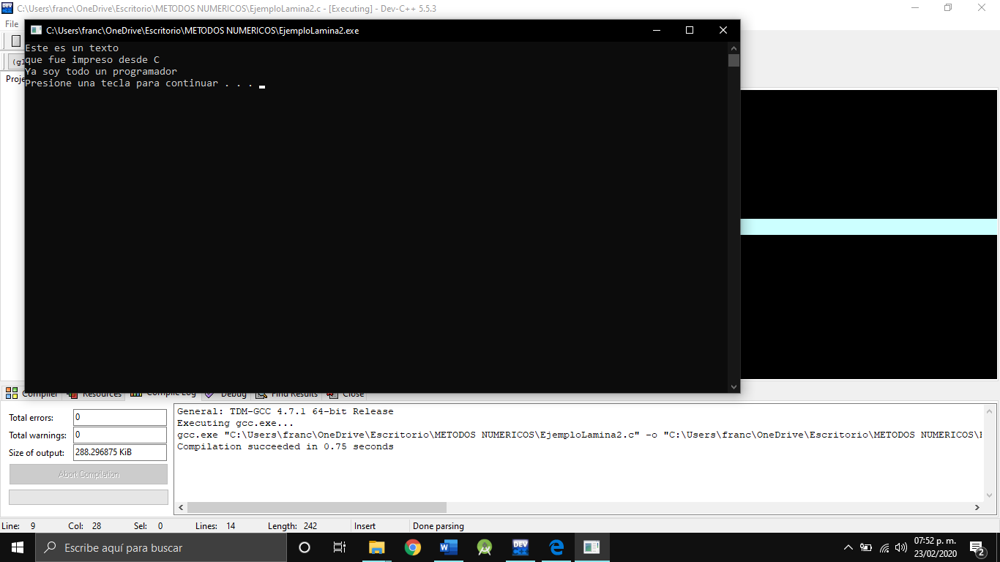 C:\Users\franc\OneDrive\Escritorio\METODOS NUMERICOS\EjemploLamina2.c - [Executing] - Dev-C++ 5.5.3
File
C:\Users\franc\OneDrive\Escritorio\METODOS NUMERICOS\EjemploLamina2.exe
Este es un texto
que fue impreso desde C
Ya soy todo un programador
Presione una tecla para continuar . . .
Compiler Resources Compile Log Debug Find Results Close
Total errors: 0
Total warnings: 0
Size of output: 288.296875 KiB
Abort Compilation
General: TDM-GCC 4.7.1 64-bit Release
Executing gcc.exe...
gcc.exe "C:\Users\franc\OneDrive\Escritorio\METODOS NUMERICOS\EjemploLamina2.c" -o "C:\Users\franc\OneDrive\Escritorio\METODOS NUMERICOS\
Compilation succeeded in 0.75 seconds
Line: 9 Col: 28 Sel: 0 Lines: 14 Length: 242 Insert Done parsing
Escribe aquí para buscar
DEV C++
07:52 p. m.
23/02/2020
2